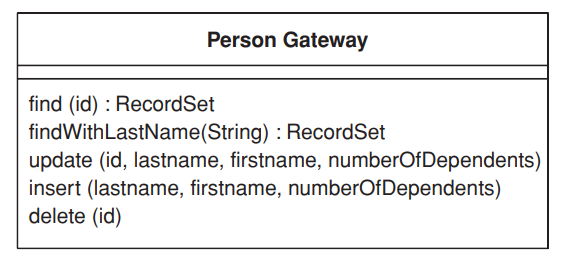 Person Gateway
find (id) : RecordSet
findWithLastName(String) : RecordSet
update (id, lastname, firstname, numberOfDependents)
insert (lastname, firstname, numberOfDependents)
delete (id)